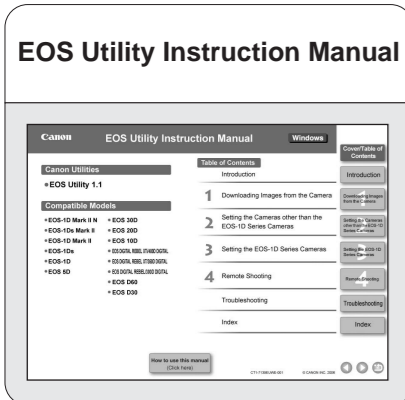 EOS Utility Instruction Manual
Canon
EOS Utility Instruction Manual
Windows
Canon Utilities
EOS Utility 1.1
Compatible Models
EOS-1D Mark II N
EOS-1Ds Mark II
EOS-1D Mark II
EOS-1Ds
EOS-1D
EOS 5D
EOS 30D
EOS 20D
EOS 10D
EOS DIGITAL REBEL XT/350D DIGITAL
EOS DIGITAL REBEL/300D DIGITAL
EOS D60
EOS D30
Table of Contents
Introduction
1 Downloading Images from the Camera
2 Setting the Cameras other than the
EOS-1D Series Cameras
3 Setting the EOS-1D Series Cameras
4 Remote Shooting
Troubleshooting
Index
Cover/Table of
Contents
Introduction
1
Downloading Images
from the Camera
2
Setting the Cameras
other than the EOS-1D
Series Cameras
3
Setting the EOS-1D
Series Cameras
4
Remote Shooting
Troubleshooting
Index
How to use this manual
(Click here)
© CANON INC. 2006